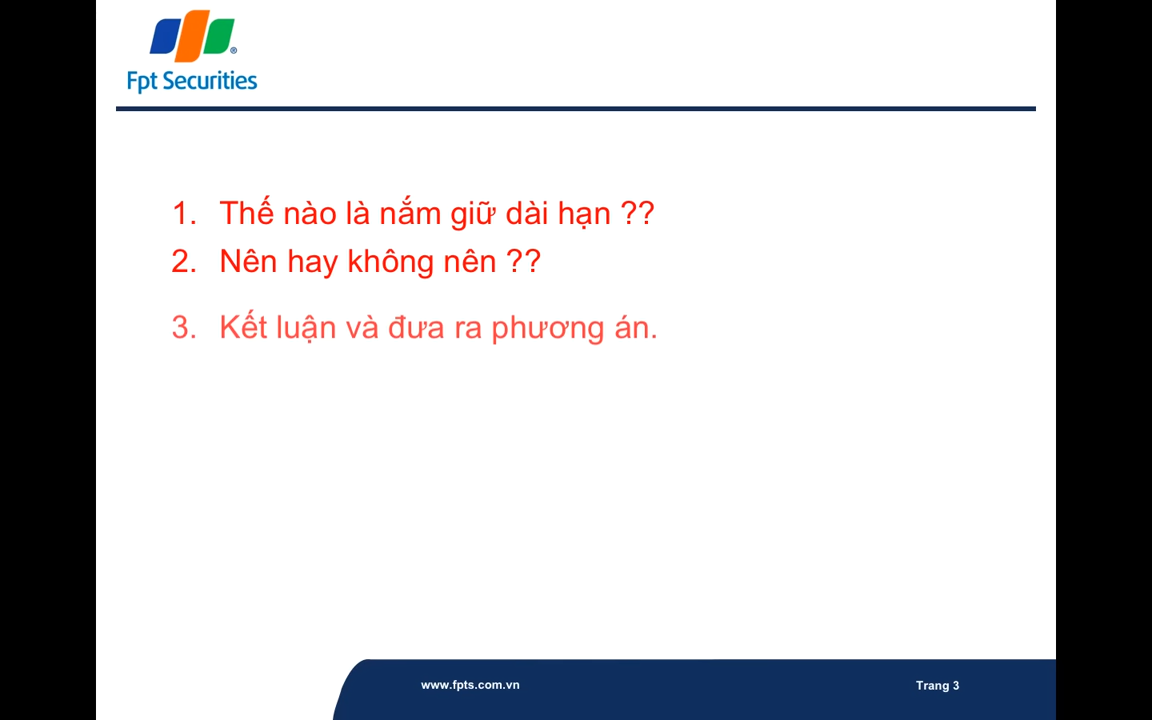 Fpt Securities
1. Thế nào là nắm giữ dài hạn ??
2. Nên hay không nên ??
3. Kết luận và đưa ra phương án.
www.fpts.com.vn
Trang 3